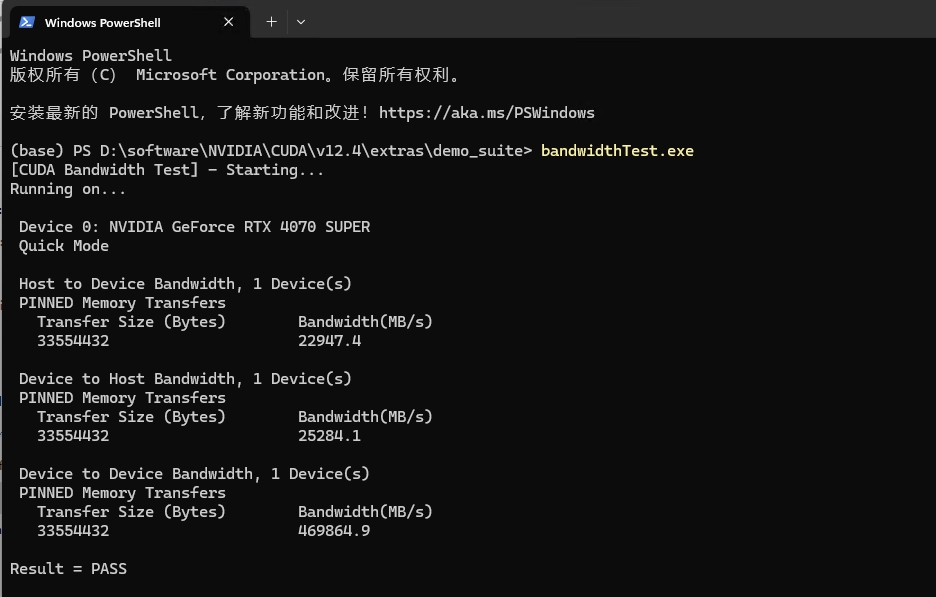 Windows PowerShell
Windows PowerShell
版权所有（C） Microsoft Corporation。保留所有权利。
安装最新的 PowerShell，了解新功能和改进！https://aka.ms/PSWindows
(base) PS D:\software\NVIDIA\CUDA\v12.4\extras\demo_suite> bandwidthTest.exe
[CUDA Bandwidth Test] - Starting...
Running on...
Device 0: NVIDIA GeForce RTX 4070 SUPER
Quick Mode
Host to Device Bandwidth, 1 Device(s)
PINNED Memory Transfers
Transfer Size (Bytes) Bandwidth(MB/s)
33554432 22947.4
Device to Host Bandwidth, 1 Device(s)
PINNED Memory Transfers
Transfer Size (Bytes) Bandwidth(MB/s)
33554432 25284.1
Device to Device Bandwidth, 1 Device(s)
PINNED Memory Transfers
Transfer Size (Bytes) Bandwidth(MB/s)
33554432 469864.9
Result = PASS